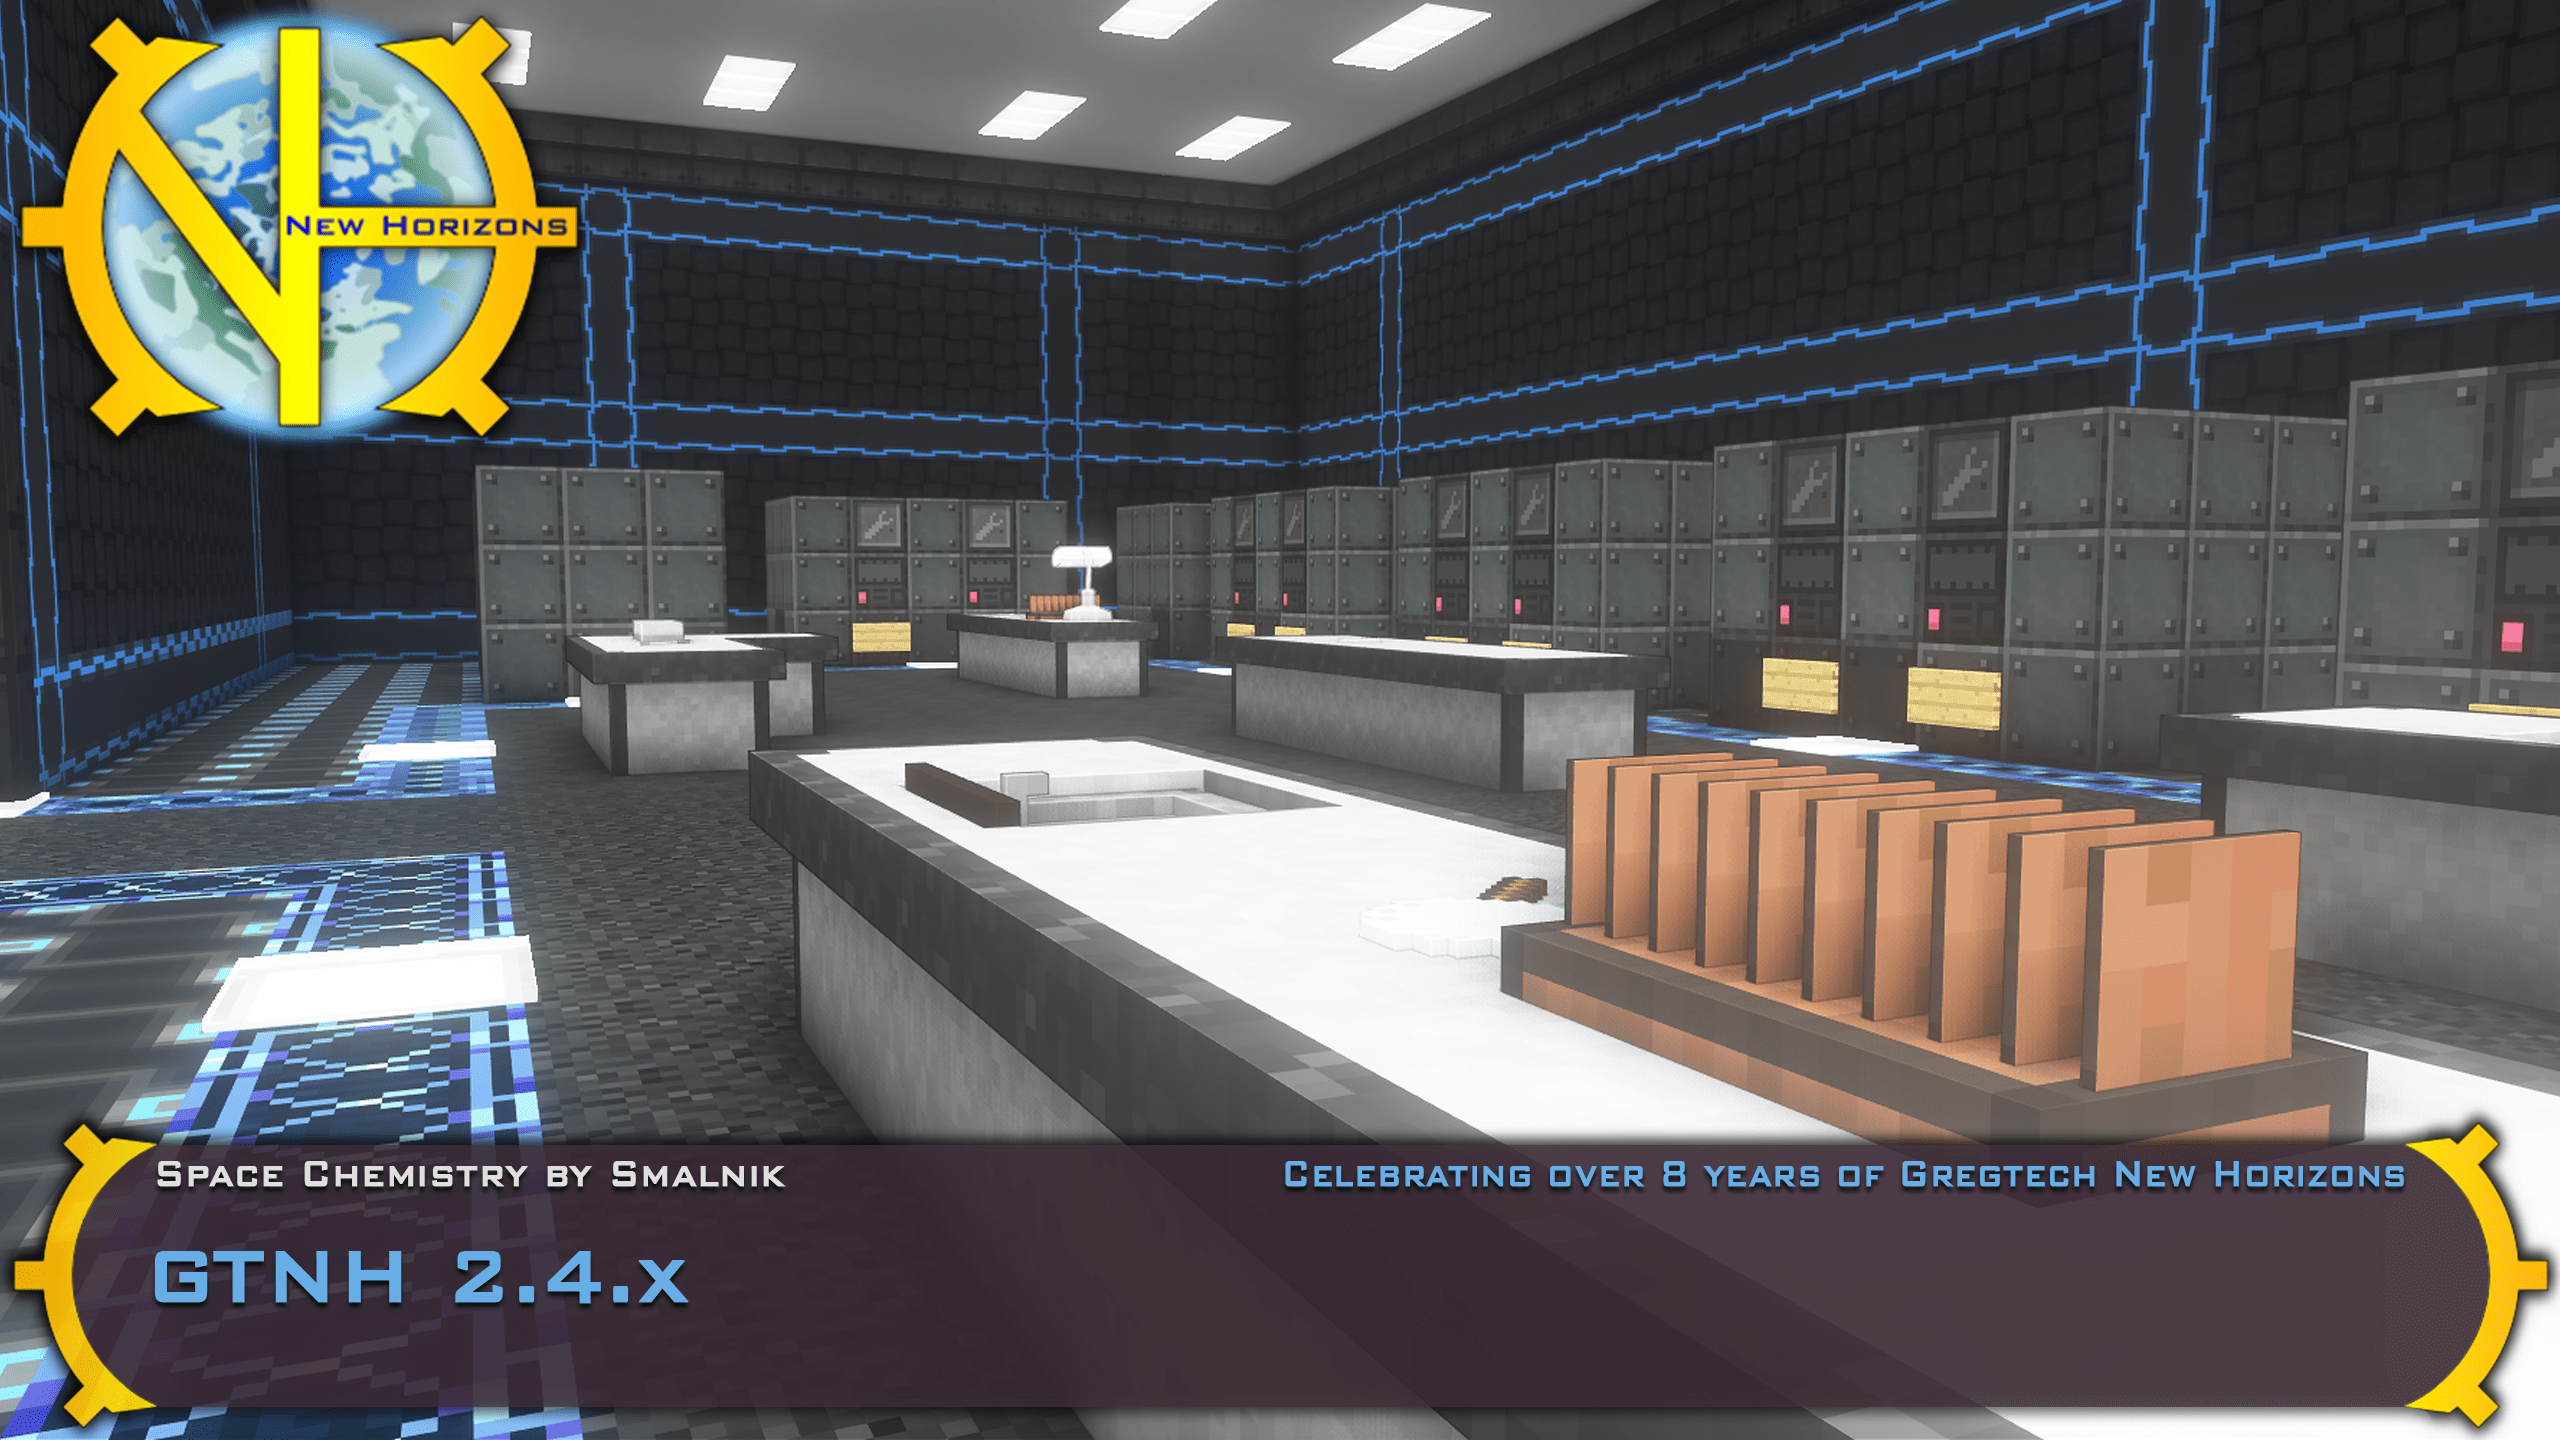 New Horizons
Space Chemistry by Smalnik
Celebrating over 8 years of Gregtech New Horizons
GTNH 2.4.x